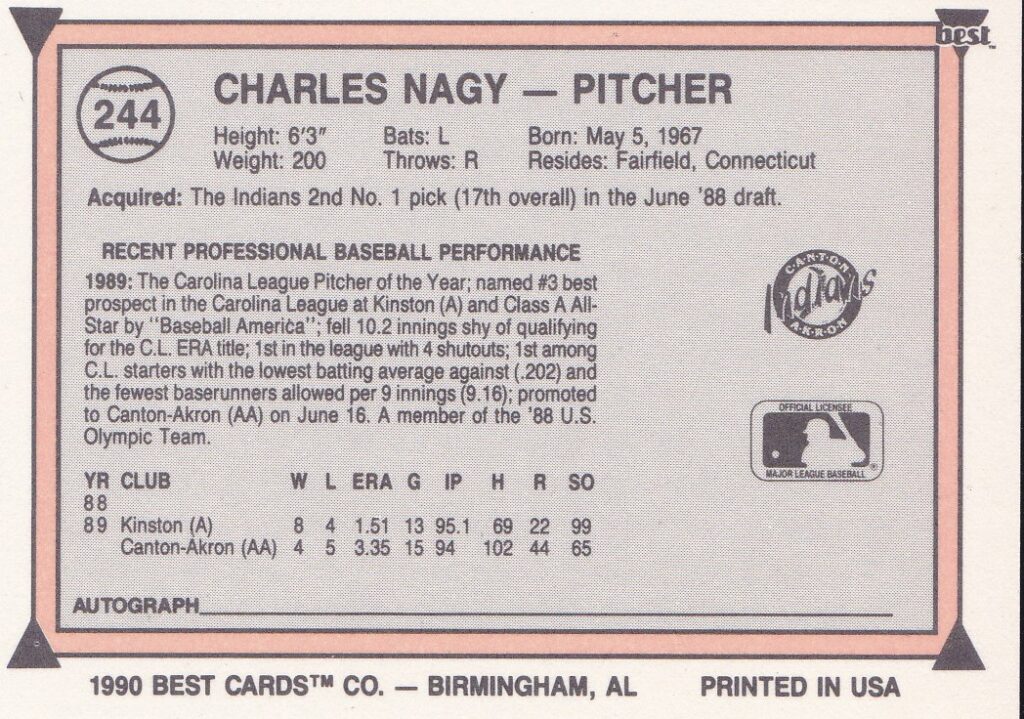 best™
244
CHARLES NAGY — PITCHER
Height: 6'3" Bats: L Born: May 5, 1967
Weight: 200 Throws: R Resides: Fairfield, Connecticut
Acquired: The Indians 2nd No. 1 pick (17th overall) in the June '88 draft.
RECENT PROFESSIONAL BASEBALL PERFORMANCE
1989: The Carolina League Pitcher of the Year; named #3 best
prospect in the Carolina League at Kinston (A) and Class A All-
Star by "Baseball America"; fell 10.2 innings shy of qualifying
for the C.L. ERA title; 1st in the league with 4 shutouts; 1st among
C.L. starters with the lowest batting average against (.202) and
the fewest baserunners allowed per 9 innings (9.16); promoted
to Canton-Akron (AA) on June 16. A member of the '88 U.S.
Olympic Team.
CANTON
Indians
AKRON
OFFICIAL LICENSEE
MAJOR LEAGUE BASEBALL ®
YR CLUB W L ERA G IP H R SO
88
89 Kinston (A) 8 4 1.51 13 95.1 69 22 99
Canton-Akron (AA) 4 5 3.35 15 94 102 44 65
AUTOGRAPH
1990 BEST CARDS™ CO. — BIRMINGHAM, AL PRINTED IN USA